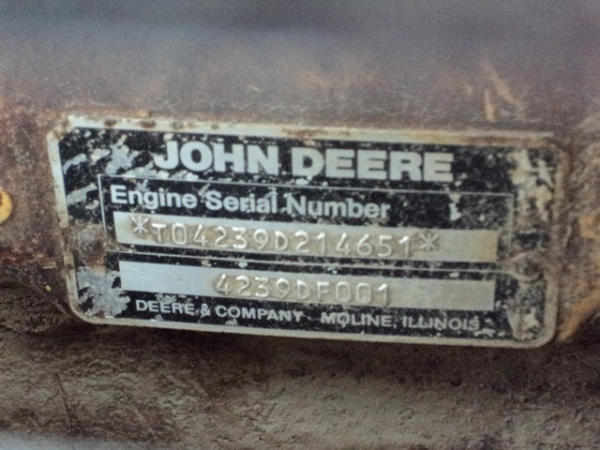 JOHN DEERE
Engine Serial Number
*T04239D214651*
4239DF001
DEERE & COMPANY MOLINE, ILLINOIS